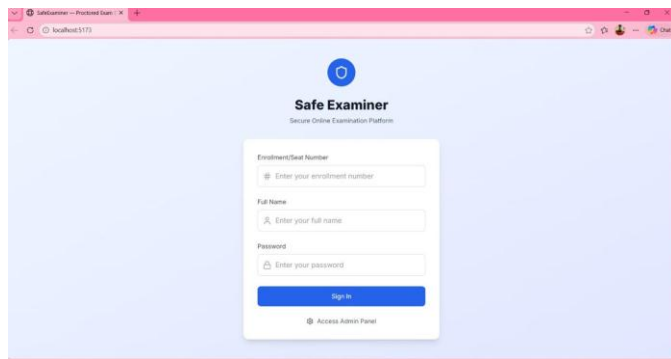 SafeExaminer — Proctored Exam
localhost:5173
Chat
Safe Examiner
Secure Online Examination Platform
Enrollment/Seat Number
# Enter your enrollment number
Full Name
Enter your full name
Password
Enter your password
Sign In
Access Admin Panel